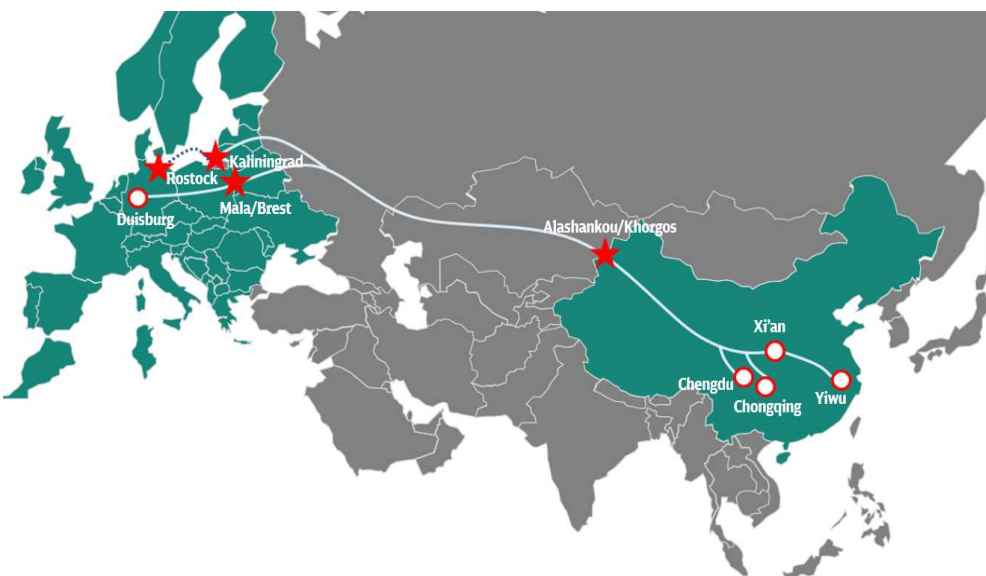 Kaliningrad
Rostock
Mala/Brest
Duisburg
Alashankou/Khorgos
Xi'an
Chengdu
Chongqing
Yiwu